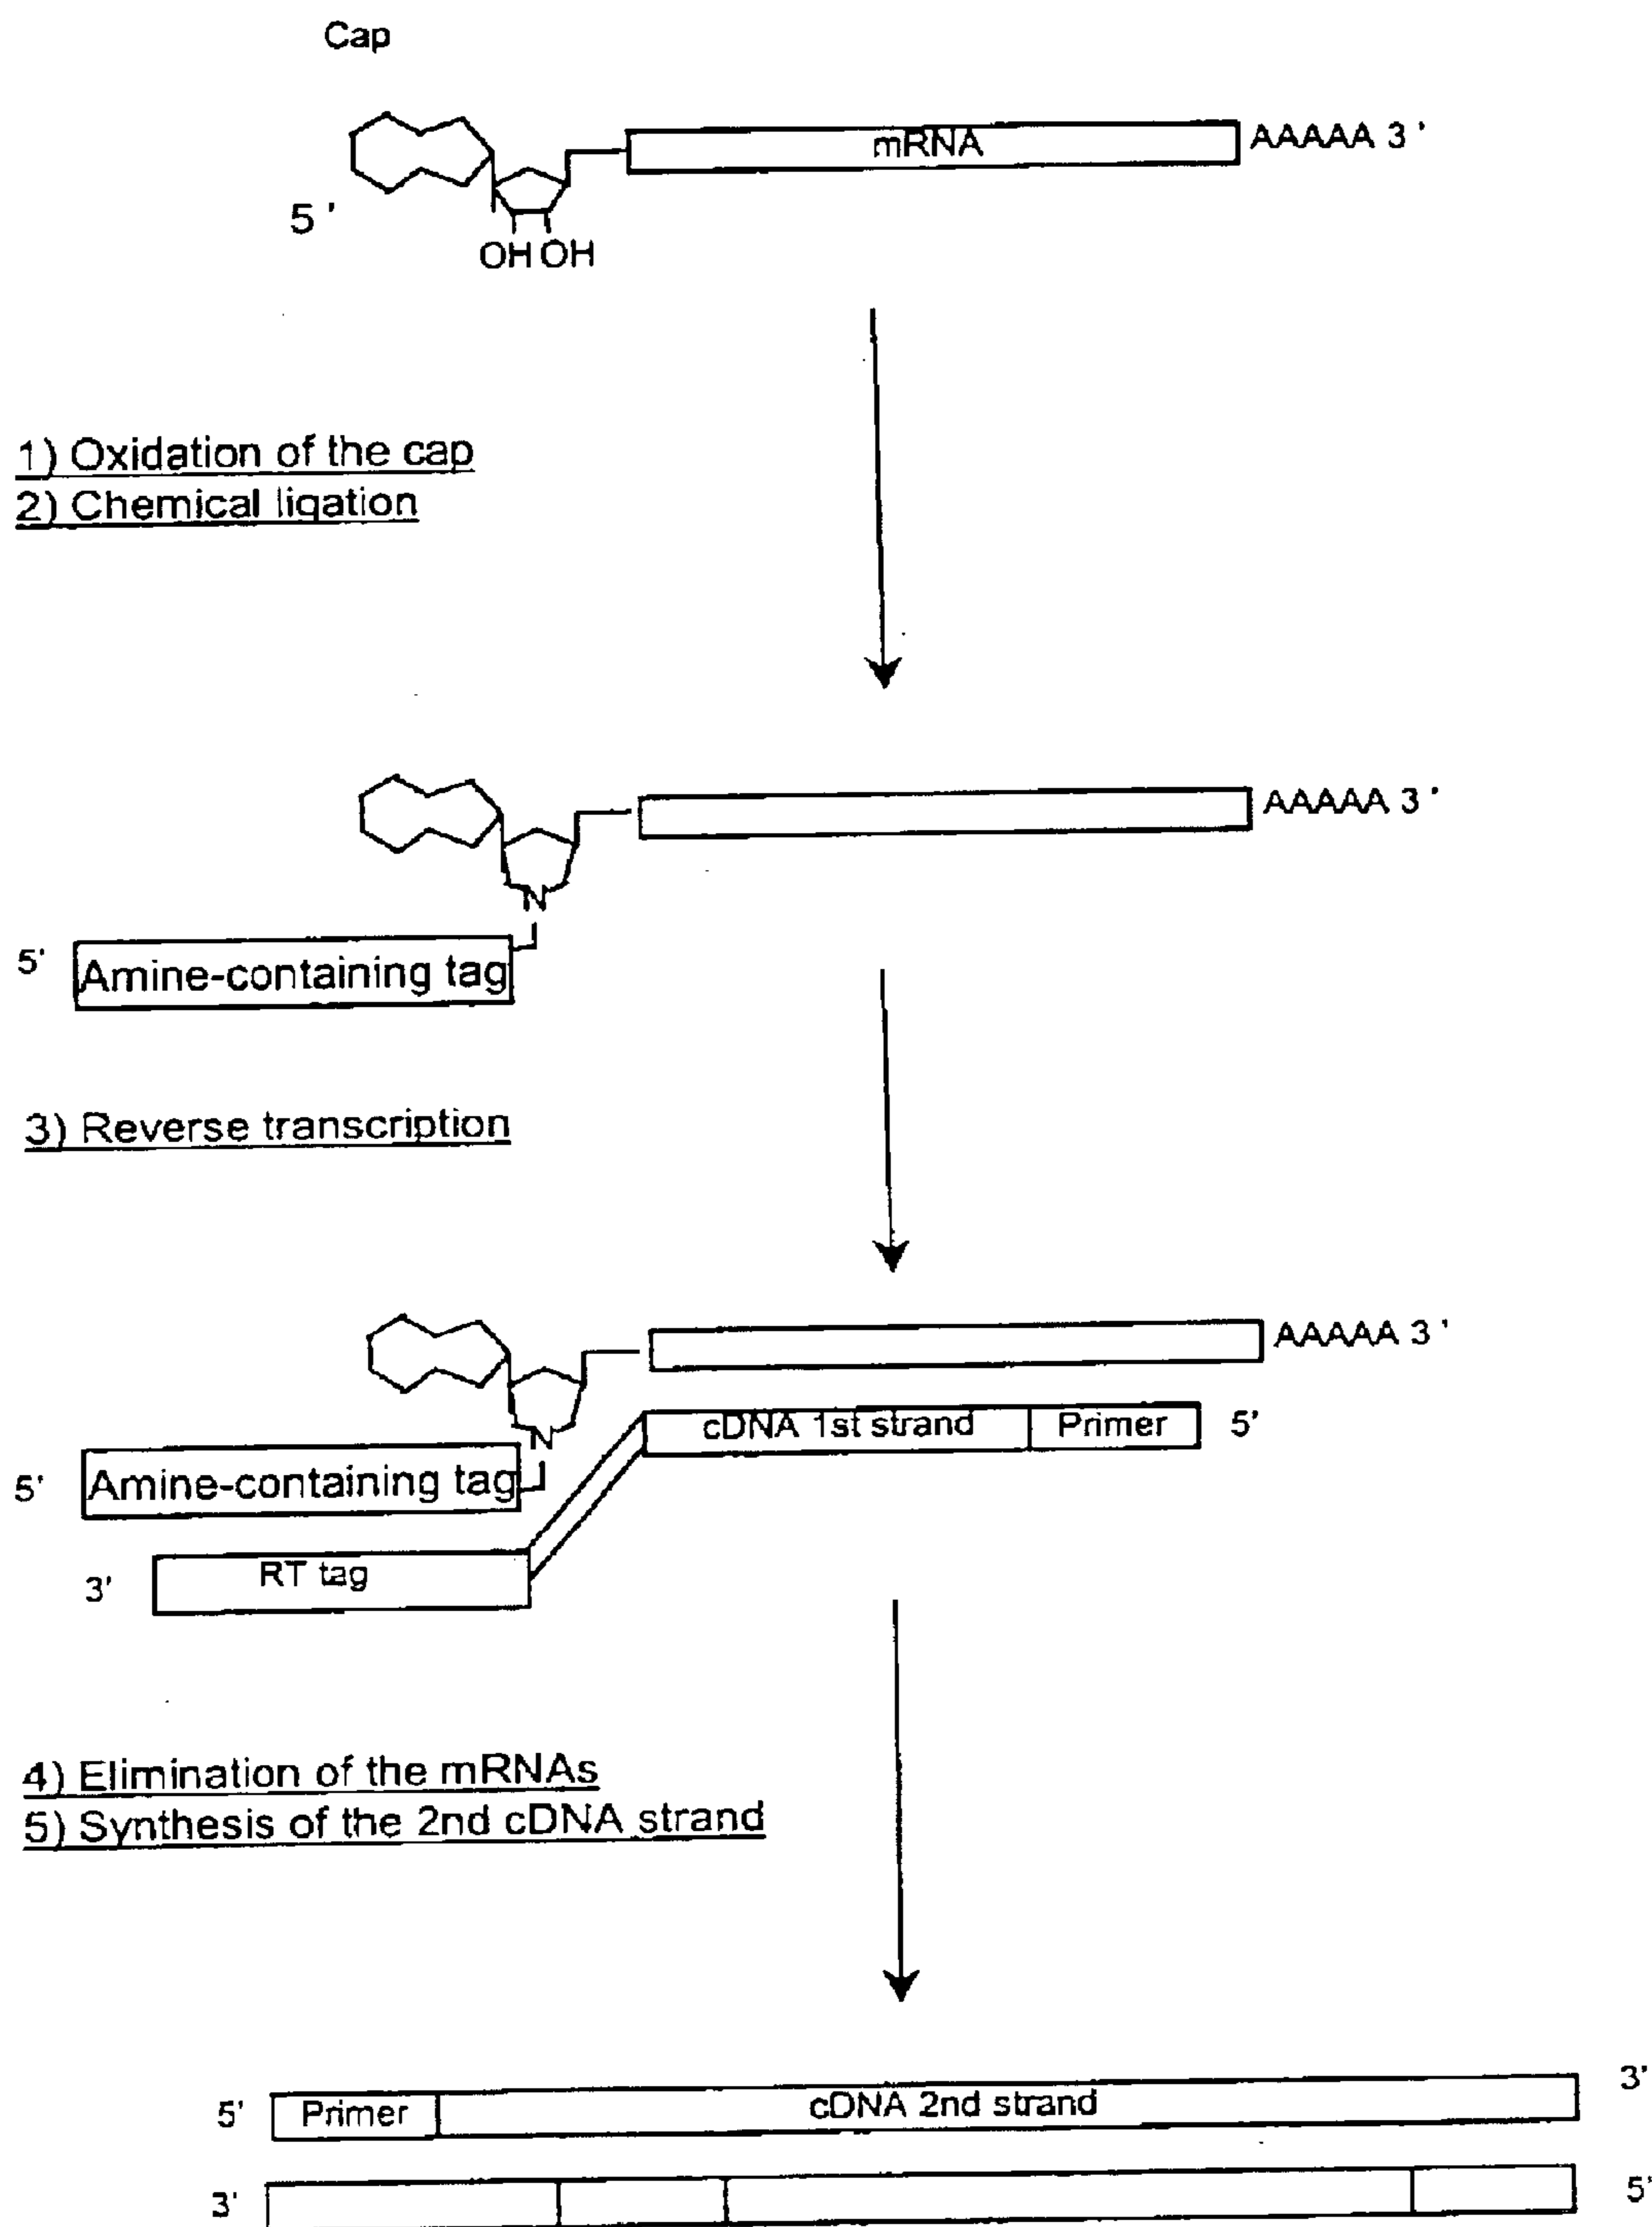 Cap
mRNA AAAAA 3 '
5 '
OH OH
1) Oxidation of the cap
2) Chemical ligation
AAAAA 3 '
N
5' Amine-containing tag
3) Reverse transcription
AAAAA 3 '
cDNA 1st strand Primer 5'
N
5' Amine-containing tag
3' RT tag
4) Elimination of the mRNAs
5) Synthesis of the 2nd cDNA strand
5' Primer cDNA 2nd strand 3'
3' 5'